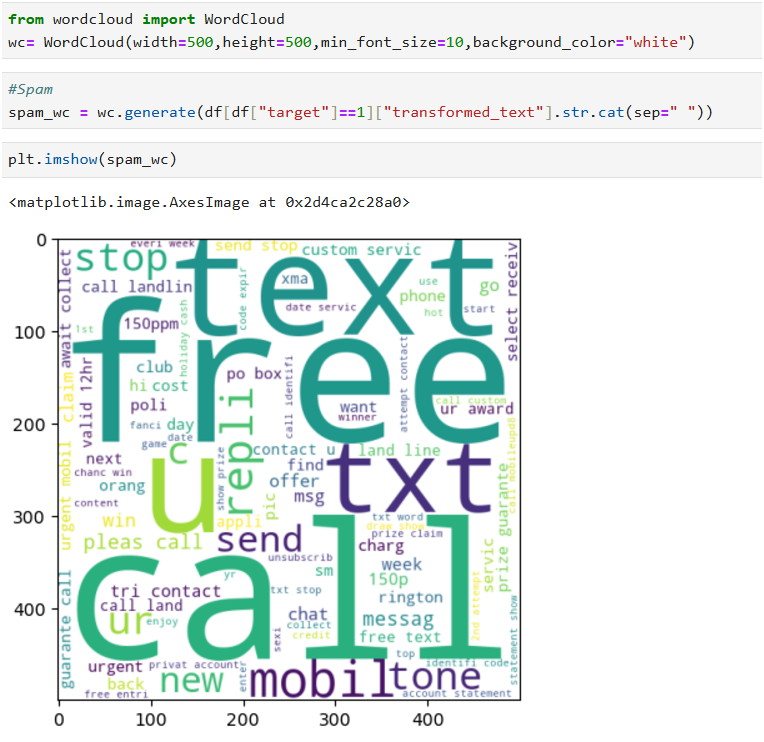 from wordcloud import WordCloud
wc= WordCloud(width=500,height=500,min_font_size=10,background_color="white")
#Spam
spam_wc = wc.generate(df[df["target"]==1]["transformed_text"].str.cat(sep=" "))
plt.imshow(spam_wc)
<matplotlib.image.AxesImage at 0x2d4ca2c28a0>
0
100
200
300
400
everi week
send stop
custom servic
stop
text
xma
use
go
call landlin
code expir
date servic
phone
hot
start
select receiv
await collect
1st
150ppm
holiday cash
free
club
po box
hi
cost
call identifi
attempt contact
valid 12hr
claim
poli
want
winner
call custom
ur award
fanci
day
date
game
repli
c
contact u
land line
next
chanc win
find
txt
call mobileupd8
orang
offer
show prize
u
content
msg
pic
urgent mobil
win
appli
txt word
draw show
prize claim
pleas call
send
charg
prize guarante
servic
unsubscrib
week
call
yr
sm
150p
tri contact
txt stop
rington
call land
ur
enjoy
chat
collect
credit
messag
free text
2nd attempt
statement show
guarante call
sexi
top
identifi code
urgent
privat account
back
new
enter
mobil
tone
free entri
account statement
0
100
200
300
400